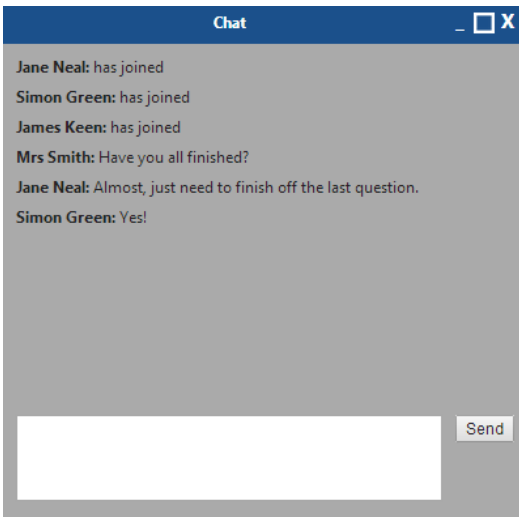 Chat
_ X
Jane Neal: has joined
Simon Green: has joined
James Keen: has joined
Mrs Smith: Have you all finished?
Jane Neal: Almost, just need to finish off the last question.
Simon Green: Yes!
Send